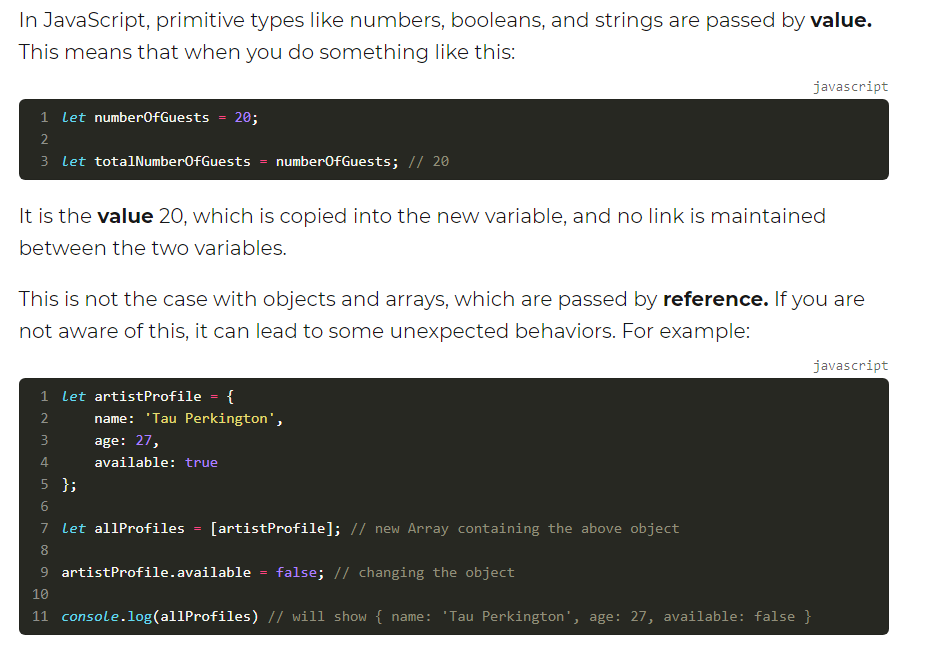 In JavaScript, primitive types like numbers, booleans, and strings are passed by value.
This means that when you do something like this:
javascript
1 let numberOfGuests = 20;
2
3 let totalNumberOfGuests = numberOfGuests; // 20
It is the value 20, which is copied into the new variable, and no link is maintained
between the two variables.
This is not the case with objects and arrays, which are passed by reference. If you are
not aware of this, it can lead to some unexpected behaviors. For example:
javascript
1 let artistProfile = {
2     name: 'Tau Perkington',
3     age: 27,
4     available: true
5 };
6
7 let allProfiles = [artistProfile]; // new Array containing the above object
8
9 artistProfile.available = false; // changing the object
10
11 console.log(allProfiles) // will show { name: 'Tau Perkington', age: 27, available: false }